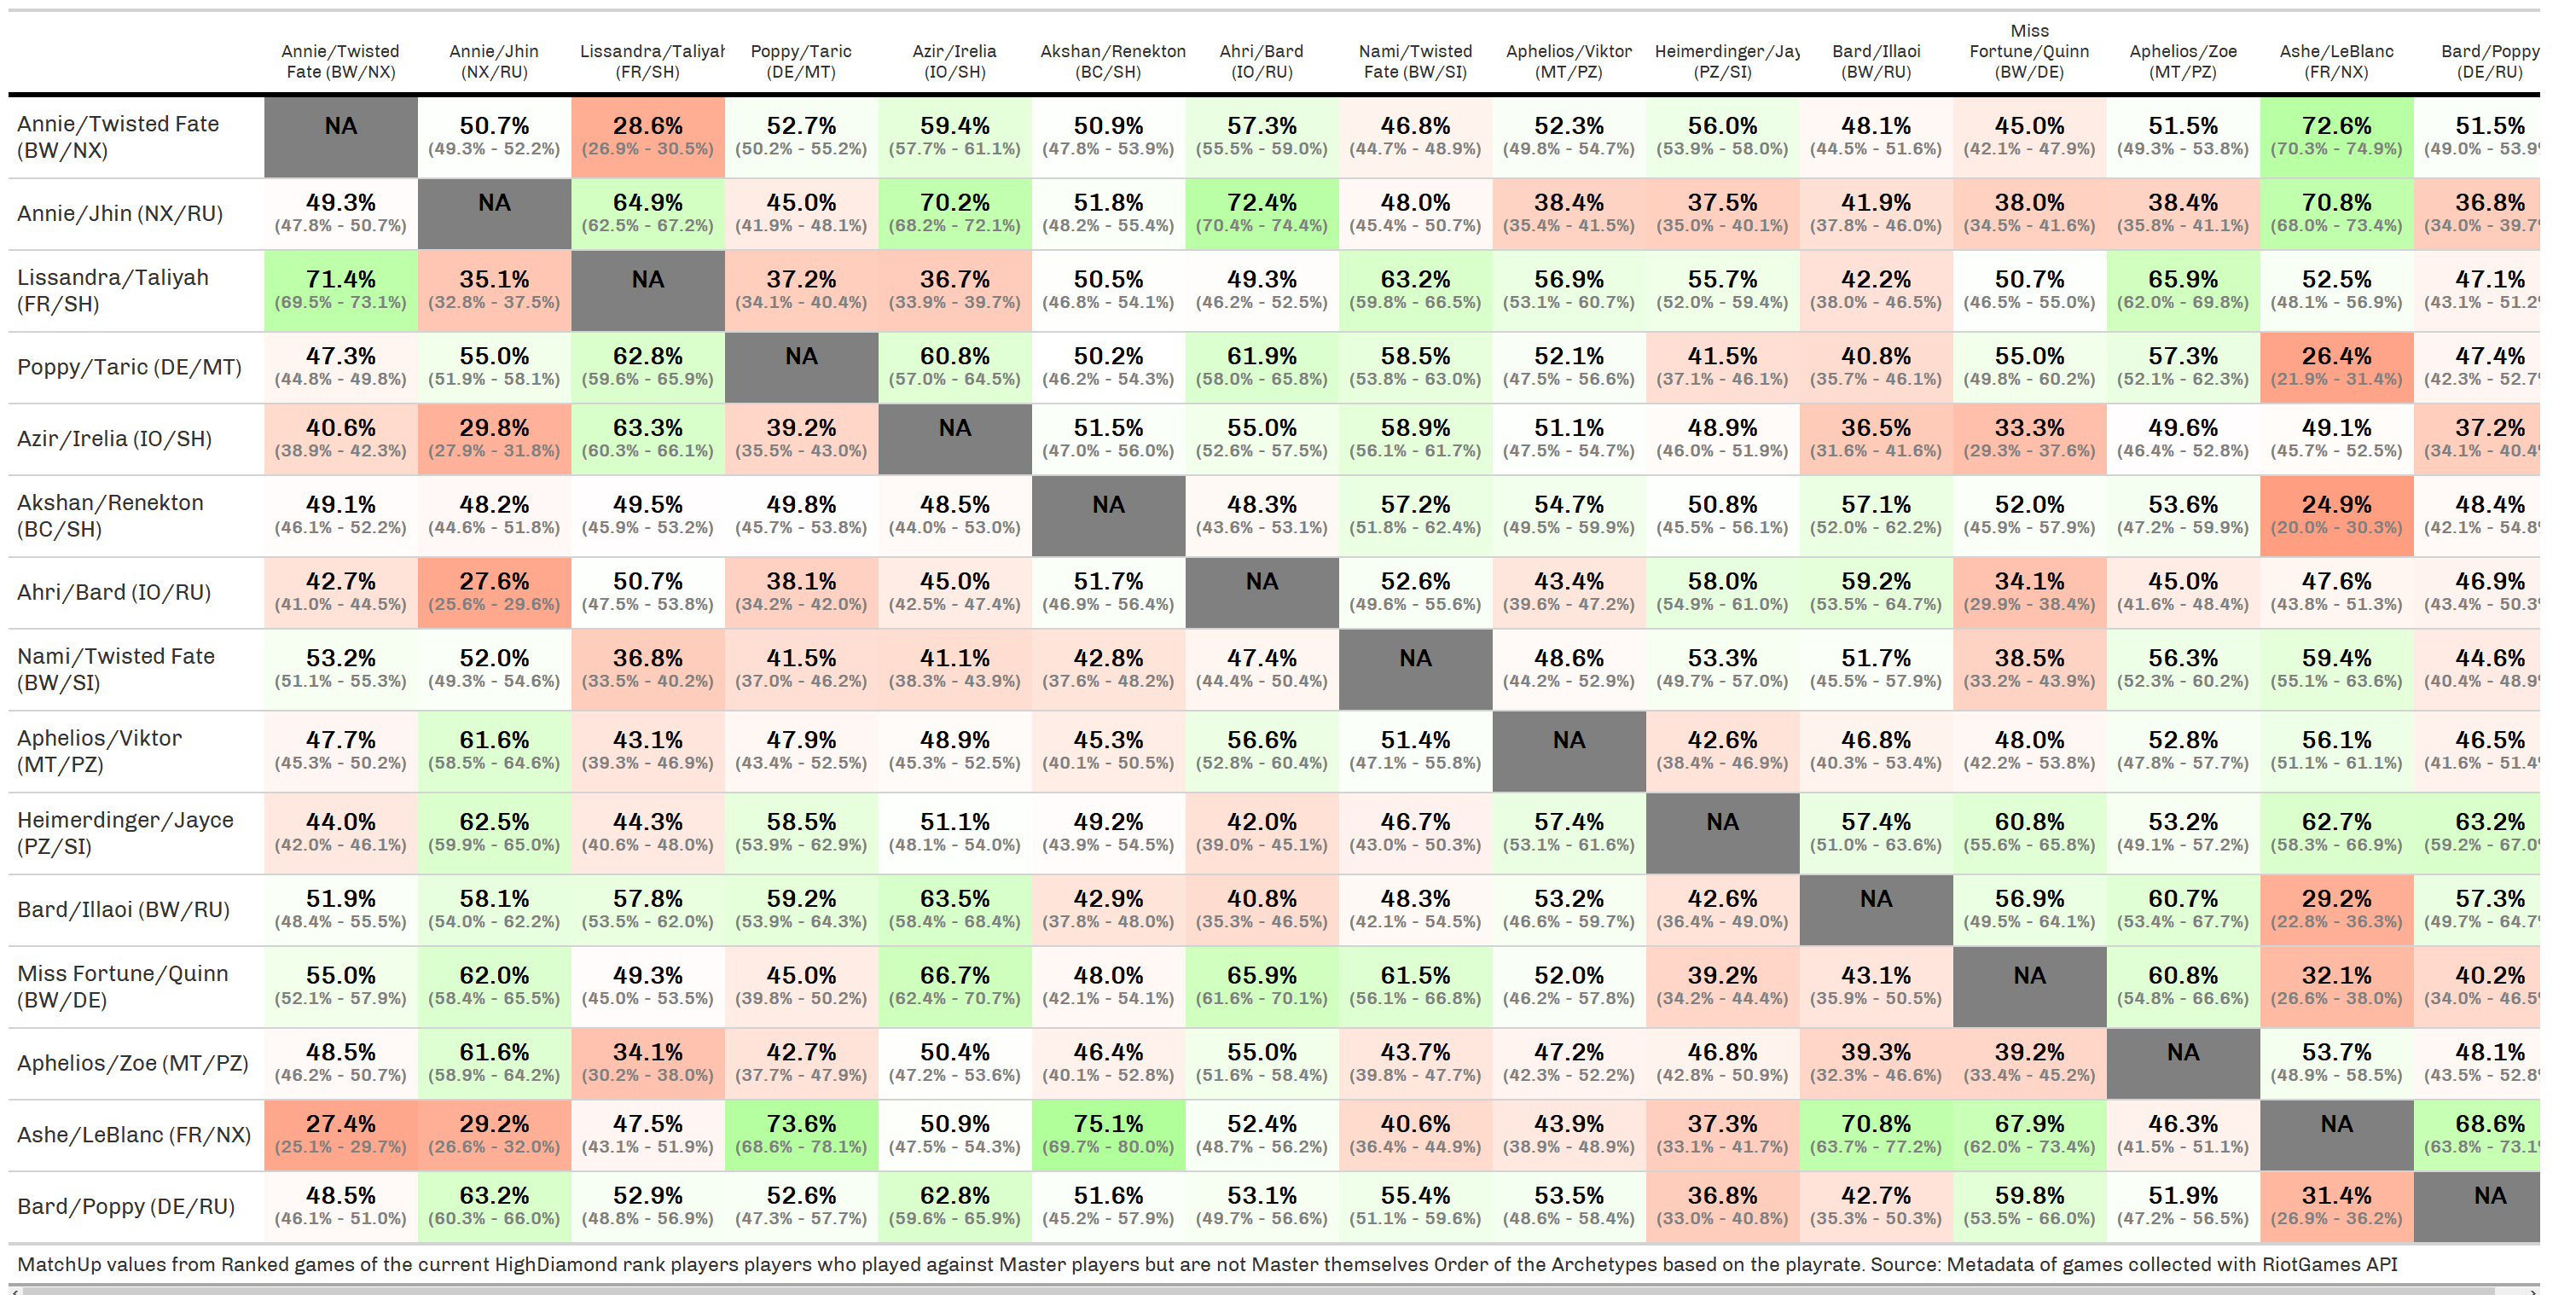 Miss
Annie/Twisted Annie/Jhin Lissandra/Taliyah Poppy/Taric Azir/Irelia Akshan/Renekton Ahri/Bard Nami/Twisted Aphelios/Viktor Heimerdinger/Jay Bard/Illaoi Fortune/Quinn Aphelios/Zoe Ashe/LeBlanc Bard/Poppy
Fate (BW/NX) (NX/RU) (FR/SH) (DE/MT) (IO/SH) (BC/SH) (IO/RU) Fate (BW/SI) (MT/PZ) (PZ/SI) (BW/RU) (BW/DE) (MT/PZ) (FR/NX) (DE/RU)
Annie/Twisted Fate NA 50.7% 28.6% 52.7% 59.4% 50.9% 57.3% 46.8% 52.3% 56.0% 48.1% 45.0% 51.5% 72.6% 51.5%
(BW/NX) (49.3% - 52.2%) (26.9% - 30.5%) (50.2% - 55.2%) (57.7% - 61.1%) (47.8% - 53.9%) (55.5% - 59.0%) (44.7% - 48.9%) (49.8% - 54.7%) (53.9% - 58.0%) (44.5% - 51.6%) (42.1% - 47.9%) (49.3% - 53.8%) (70.3% - 74.9%) (49.0% - 53.9%
Annie/Jhin (NX/RU) 49.3% NA 64.9% 45.0% 70.2% 51.8% 72.4% 48.0% 38.4% 37.5% 41.9% 38.0% 38.4% 70.8% 36.8%
(47.8% - 50.7%) (62.5% - 67.2%) (41.9% - 48.1%) (68.2% - 72.1%) (48.2% - 55.4%) (70.4% - 74.4%) (45.4% - 50.7%) (35.4% - 41.5%) (35.0% - 40.1%) (37.8% - 46.0%) (34.5% - 41.6%) (35.8% - 41.1%) (68.0% - 73.4%) (34.0% - 39.7%
Lissandra/Taliyah 71.4% 35.1% NA 37.2% 36.7% 50.5% 49.3% 63.2% 56.9% 55.7% 42.2% 50.7% 65.9% 52.5% 47.1%
(FR/SH) (69.5% - 73.1%) (32.8% - 37.5%) (34.1% - 40.4%) (33.9% - 39.7%) (46.8% - 54.1%) (46.2% - 52.5%) (59.8% - 66.5%) (53.1% - 60.7%) (52.0% - 59.4%) (38.0% - 46.5%) (46.5% - 55.0%) (62.0% - 69.8%) (48.1% - 56.9%) (43.1% - 51.2%
Poppy/Taric (DE/MT) 47.3% 55.0% 62.8% NA 60.8% 50.2% 61.9% 58.5% 52.1% 41.5% 40.8% 55.0% 57.3% 26.4% 47.4%
(44.8% - 49.8%) (51.9% - 58.1%) (59.6% - 65.9%) (57.0% - 64.5%) (46.2% - 54.3%) (58.0% - 65.8%) (53.8% - 63.0%) (47.5% - 56.6%) (37.1% - 46.1%) (35.7% - 46.1%) (49.8% - 60.2%) (52.1% - 62.3%) (21.9% - 31.4%) (42.3% - 52.7%
Azir/Irelia (IO/SH) 40.6% 29.8% 63.3% 39.2% NA 51.5% 55.0% 58.9% 51.1% 48.9% 36.5% 33.3% 49.6% 49.1% 37.2%
(38.9% - 42.3%) (27.9% - 31.8%) (60.3% - 66.1%) (35.5% - 43.0%) (47.0% - 56.0%) (52.6% - 57.5%) (56.1% - 61.7%) (47.5% - 54.7%) (46.0% - 51.9%) (31.6% - 41.6%) (29.3% - 37.6%) (46.4% - 52.8%) (45.7% - 52.5%) (34.1% - 40.4%
Akshan/Renekton 49.1% 48.2% 49.5% 49.8% 48.5% NA 48.3% 57.2% 54.7% 50.8% 57.1% 52.0% 53.6% 24.9% 48.4%
(BC/SH) (46.1% - 52.2%) (44.6% - 51.8%) (45.9% - 53.2%) (45.7% - 53.8%) (44.0% - 53.0%) (43.6% - 53.1%) (51.8% - 62.4%) (49.5% - 59.9%) (45.5% - 56.1%) (52.0% - 62.2%) (45.9% - 57.9%) (47.2% - 59.9%) (20.0% - 30.3%) (42.1% - 54.8%
Ahri/Bard (IO/RU) 42.7% 27.6% 50.7% 38.1% 45.0% 51.7% NA 52.6% 43.4% 58.0% 59.2% 34.1% 45.0% 47.6% 46.9%
(41.0% - 44.5%) (25.6% - 29.6%) (47.5% - 53.8%) (34.2% - 42.0%) (42.5% - 47.4%) (46.9% - 56.4%) (49.6% - 55.6%) (39.6% - 47.2%) (54.9% - 61.0%) (53.5% - 64.7%) (29.9% - 38.4%) (41.6% - 48.4%) (43.8% - 51.3%) (43.4% - 50.3%
Nami/Twisted Fate 53.2% 52.0% 36.8% 41.5% 41.1% 42.8% 47.4% NA 48.6% 53.3% 51.7% 38.5% 56.3% 59.4% 44.6%
(BW/SI) (51.1% - 55.3%) (49.3% - 54.6%) (33.5% - 40.2%) (37.0% - 46.2%) (38.3% - 43.9%) (37.6% - 48.2%) (44.4% - 50.4%) (44.2% - 52.9%) (49.7% - 57.0%) (45.5% - 57.9%) (33.2% - 43.9%) (52.3% - 60.2%) (55.1% - 63.6%) (40.4% - 48.9%
Aphelios/Viktor 47.7% 61.6% 43.1% 47.9% 48.9% 45.3% 56.6% 51.4% NA 42.6% 46.8% 48.0% 52.8% 56.1% 46.5%
(MT/PZ) (45.3% - 50.2%) (58.5% - 64.6%) (39.3% - 46.9%) (43.4% - 52.5%) (45.3% - 52.5%) (40.1% - 50.5%) (52.8% - 60.4%) (47.1% - 55.8%) (38.4% - 46.9%) (40.3% - 53.4%) (42.2% - 53.8%) (47.8% - 57.7%) (51.1% - 61.1%) (41.6% - 51.4%
Heimerdinger/Jayce 44.0% 62.5% 44.3% 58.5% 51.1% 49.2% 42.0% 46.7% 57.4% NA 57.4% 60.8% 53.2% 62.7% 63.2%
(PZ/SI) (42.0% - 46.1%) (59.9% - 65.0%) (40.6% - 48.0%) (53.9% - 62.9%) (48.1% - 54.0%) (43.9% - 54.5%) (39.0% - 45.1%) (43.0% - 50.3%) (53.1% - 61.6%) (51.0% - 63.6%) (55.6% - 65.8%) (49.1% - 57.2%) (58.3% - 66.9%) (59.2% - 67.0%
Bard/Illaoi (BW/RU) 51.9% 58.1% 57.8% 59.2% 63.5% 42.9% 40.8% 48.3% 53.2% 42.6% NA 56.9% 60.7% 29.2% 57.3%
(48.4% - 55.5%) (54.0% - 62.2%) (53.5% - 62.0%) (53.9% - 64.3%) (58.4% - 68.4%) (37.8% - 48.0%) (35.3% - 46.5%) (42.1% - 54.5%) (46.6% - 59.7%) (36.4% - 49.0%) (49.5% - 64.1%) (53.4% - 67.7%) (22.8% - 36.3%) (49.7% - 64.7%
Miss Fortune/Quinn 55.0% 62.0% 49.3% 45.0% 66.7% 48.0% 65.9% 61.5% 52.0% 39.2% 43.1% NA 60.8% 32.1% 40.2%
(BW/DE) (52.1% - 57.9%) (58.4% - 65.5%) (45.0% - 53.5%) (39.8% - 50.2%) (62.4% - 70.7%) (42.1% - 54.1%) (61.6% - 70.1%) (56.1% - 66.8%) (46.2% - 57.8%) (34.2% - 44.4%) (35.9% - 50.5%) (54.8% - 66.6%) (26.6% - 38.0%) (34.0% - 46.5%
Aphelios/Zoe (MT/PZ) 48.5% 61.6% 34.1% 42.7% 50.4% 46.4% 55.0% 43.7% 47.2% 46.8% 39.3% 39.2% NA 53.7% 48.1%
(46.2% - 50.7%) (58.9% - 64.2%) (30.2% - 38.0%) (37.7% - 47.9%) (47.2% - 53.6%) (40.1% - 52.8%) (51.6% - 58.4%) (39.8% - 47.7%) (42.3% - 52.2%) (42.8% - 50.9%) (32.3% - 46.6%) (33.4% - 45.2%) (48.9% - 58.5%) (43.5% - 52.8%
Ashe/LeBlanc (FR/NX) 27.4% 29.2% 47.5% 73.6% 50.9% 75.1% 52.4% 40.6% 43.9% 37.3% 70.8% 67.9% 46.3% NA 68.6%
(25.1% - 29.7%) (26.6% - 32.0%) (43.1% - 51.9%) (68.6% - 78.1%) (47.5% - 54.3%) (69.7% - 80.0%) (48.7% - 56.2%) (36.4% - 44.9%) (38.9% - 48.9%) (33.1% - 41.7%) (63.7% - 77.2%) (62.0% - 73.4%) (41.5% - 51.1%) (63.8% - 73.1%
Bard/Poppy (DE/RU) 48.5% 63.2% 52.9% 52.6% 62.8% 51.6% 53.1% 55.4% 53.5% 36.8% 42.7% 59.8% 51.9% 31.4% NA
(46.1% - 51.0%) (60.3% - 66.0%) (48.8% - 56.9%) (47.3% - 57.7%) (59.6% - 65.9%) (45.2% - 57.9%) (49.7% - 56.6%) (51.1% - 59.6%) (48.6% - 58.4%) (33.0% - 40.8%) (35.3% - 50.3%) (53.5% - 66.0%) (47.2% - 56.5%) (26.9% - 36.2%)
MatchUp values from Ranked games of the current HighDiamond rank players players who played against Master players but are not Master themselves Order of the Archetypes based on the playrate. Source: Metadata of games collected with RiotGames API